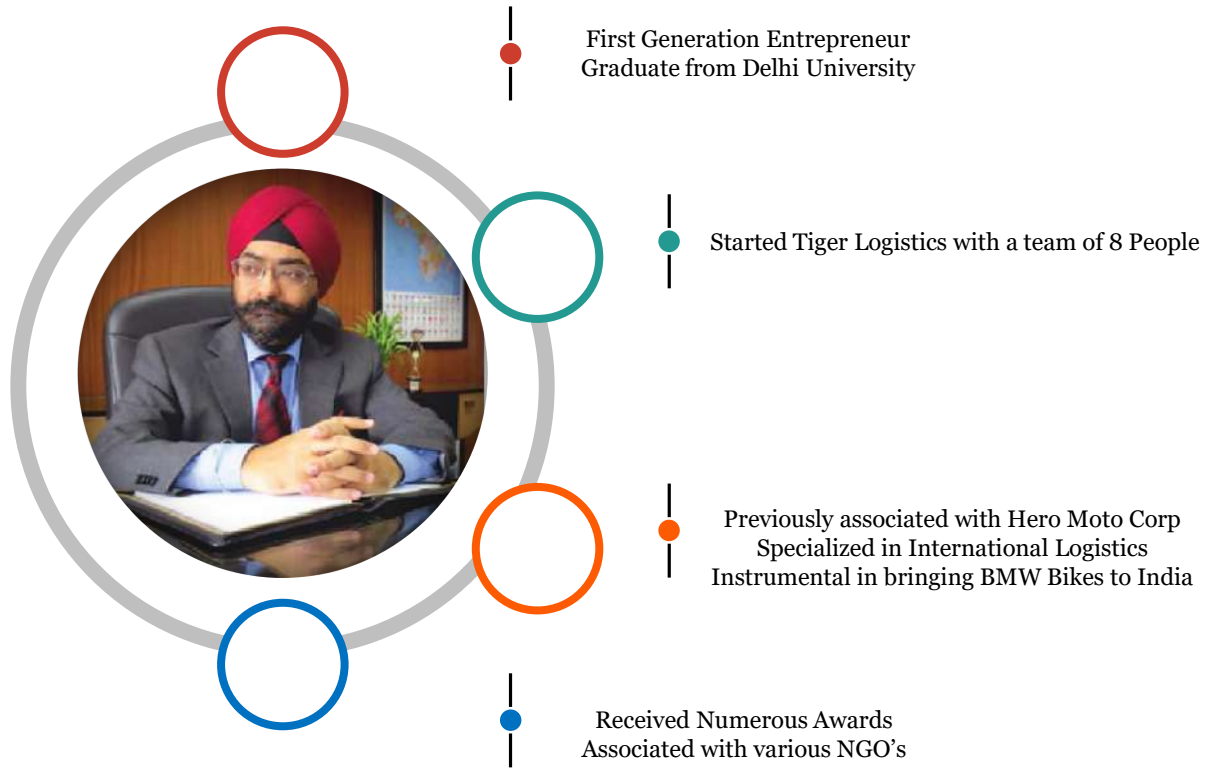 First Generation Entrepreneur
Graduate from Delhi University
Started Tiger Logistics with a team of 8 People
Previously associated with Hero Moto Corp
Specialized in International Logistics
Instrumental in bringing BMW Bikes to India
Received Numerous Awards
Associated with various NGO's